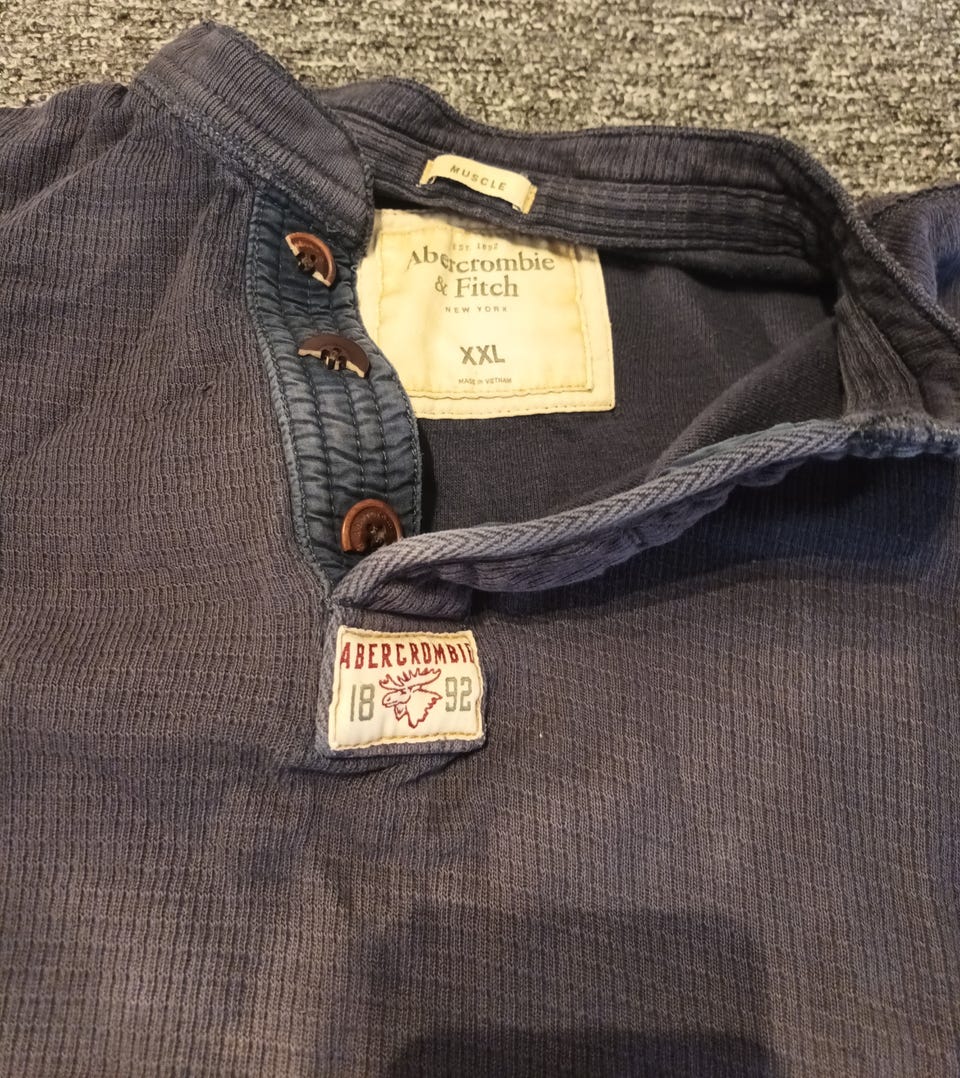 MUSCLE
EST. 1892
Abercrombie
& Fitch
NEW YORK
XXL
MADE IN VIETNAM
ABERCROMBIE
18 92